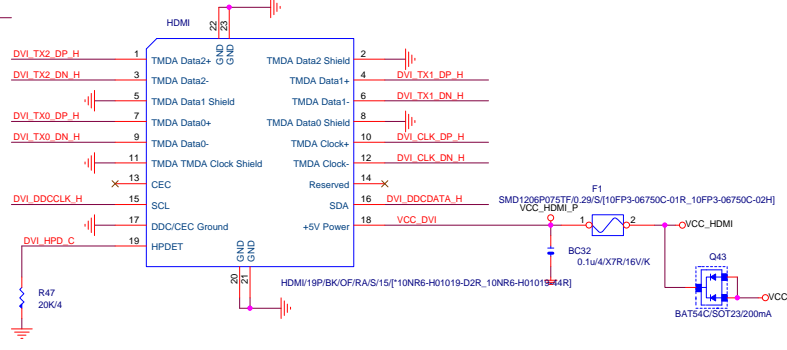 HDMI
22
23
GND
GND
DVI_TX2_DP_H
1
TMDA Data2+
TMDA Data2 Shield
2
DVI_TX2_DN_H
3
TMDA Data2-
TMDA Data1+
4
DVI_TX1_DP_H
5
TMDA Data1 Shield
TMDA Data1-
6
DVI_TX1_DN_H
DVI_TX0_DP_H
7
TMDA Data0+
TMDA Data0 Shield
8
DVI_TX0_DN_H
9
TMDA Data0-
TMDA Clock+
10
DVI_CLK_DP_H
11
TMDA TMDA Clock Shield
TMDA Clock-
12
DVI_CLK_DN_H
13
CEC
Reserved
14
DVI_DDCCLK_H
15
SCL
SDA
16
DVI_DDCDATA_H
17
DDC/CEC Ground
+5V Power
18
VCC_DVI
DVI_HPD_C
19
HPDET
GND
GND
20
21
F1
SMD1206P075TF/0.29/S/[10FP3-06750C-01R_10FP3-06750C-02H]
VCC_HDMI_P
1
2
VCC_HDMI
BC32
0.1u/4/X7R/16V/K
Q43
VCC
BAT54C/SOT23/200mA
HDMI/19P/BK/OF/RA/S/15/[*10NR6-H01019-D2R_10NR6-H01019-44R]
R47
20K/4